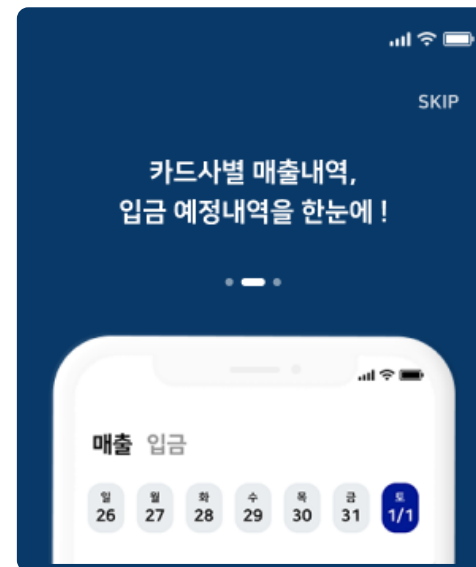 SKIP
카드사별 매출내역,
입금 예정내역을 한눈에 !
매출 입금
일 월 화 수 목 금 토
26 27 28 29 30 31 1/1